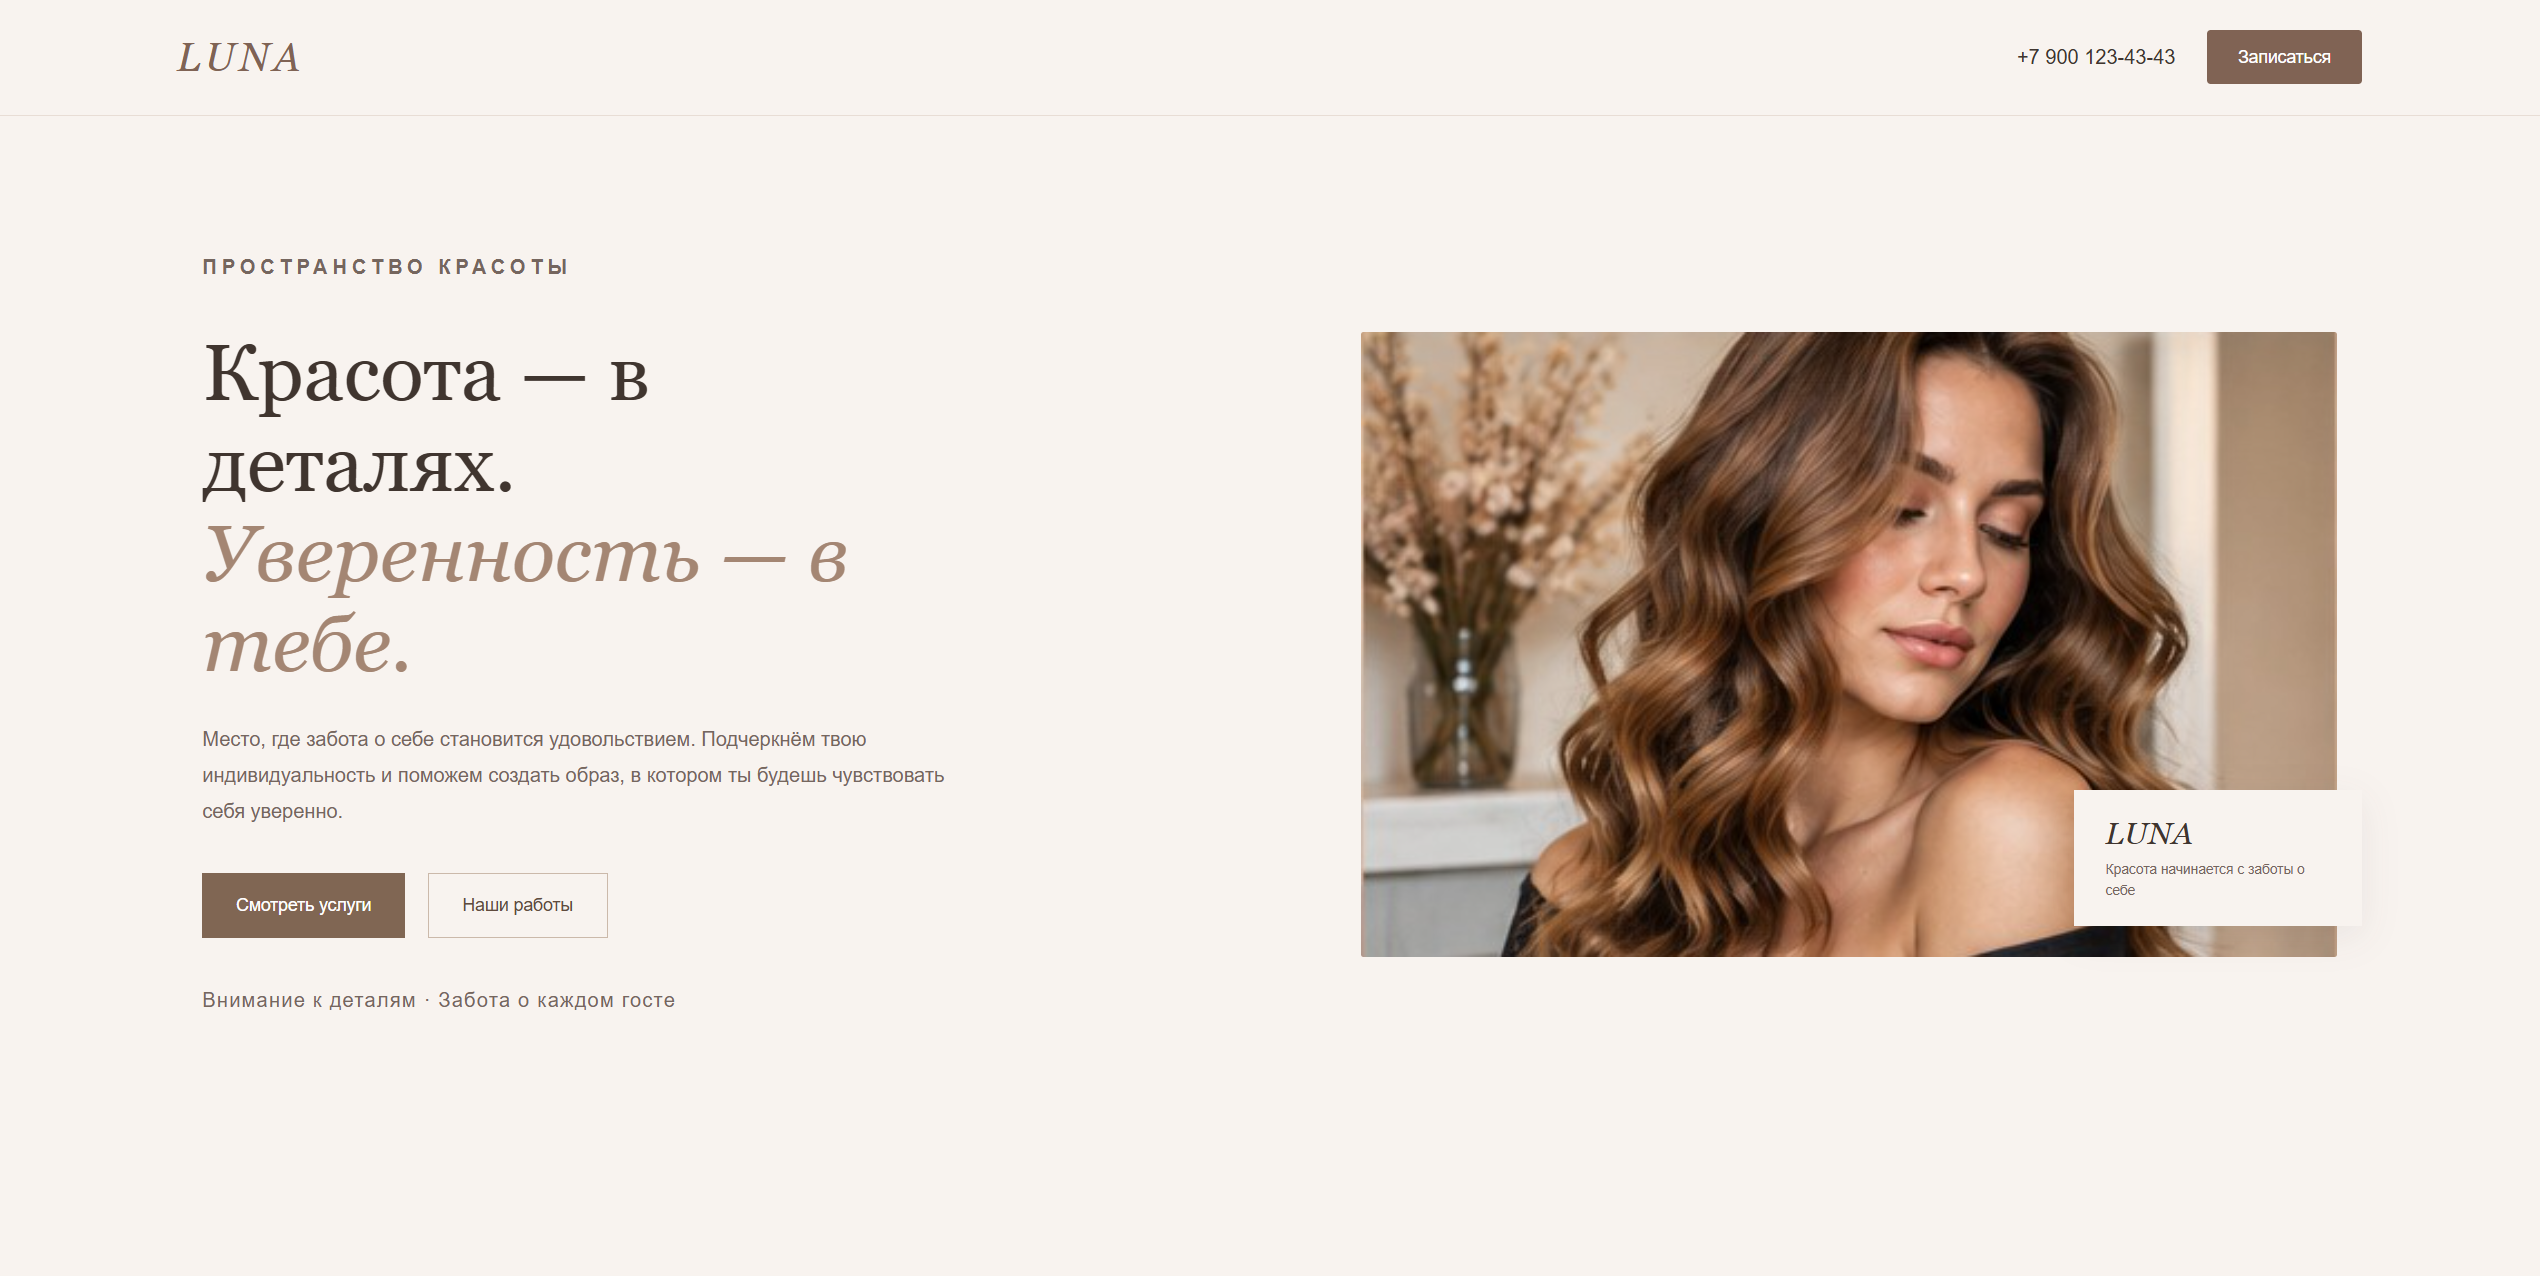 LUNA
+7 900 123-43-43
Записаться
ПРОСТРАНСТВО КРАСОТЫ
Красота — в
деталях.
Уверенность — в
тебе.
Место, где забота о себе становится удовольствием. Подчеркнём твою
индивидуальность и поможем создать образ, в котором ты будешь чувствовать
себя уверенно.
Смотреть услуги
Наши работы
Внимание к деталям · Забота о каждом госте
LUNA
Красота начинается с заботы о
себе